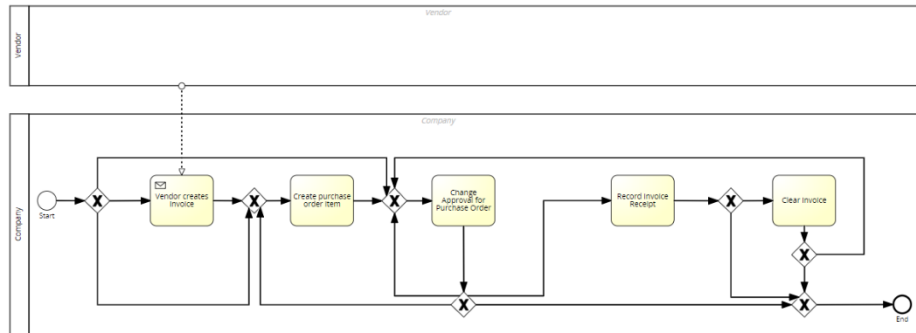 Vendor
Vendor
Company
Company
Start
Vendor creates
Invoice
Create purchase
order Item
Change
Approval for
Purchase Order
Record Invoice
Receipt
Clear Invoice
End